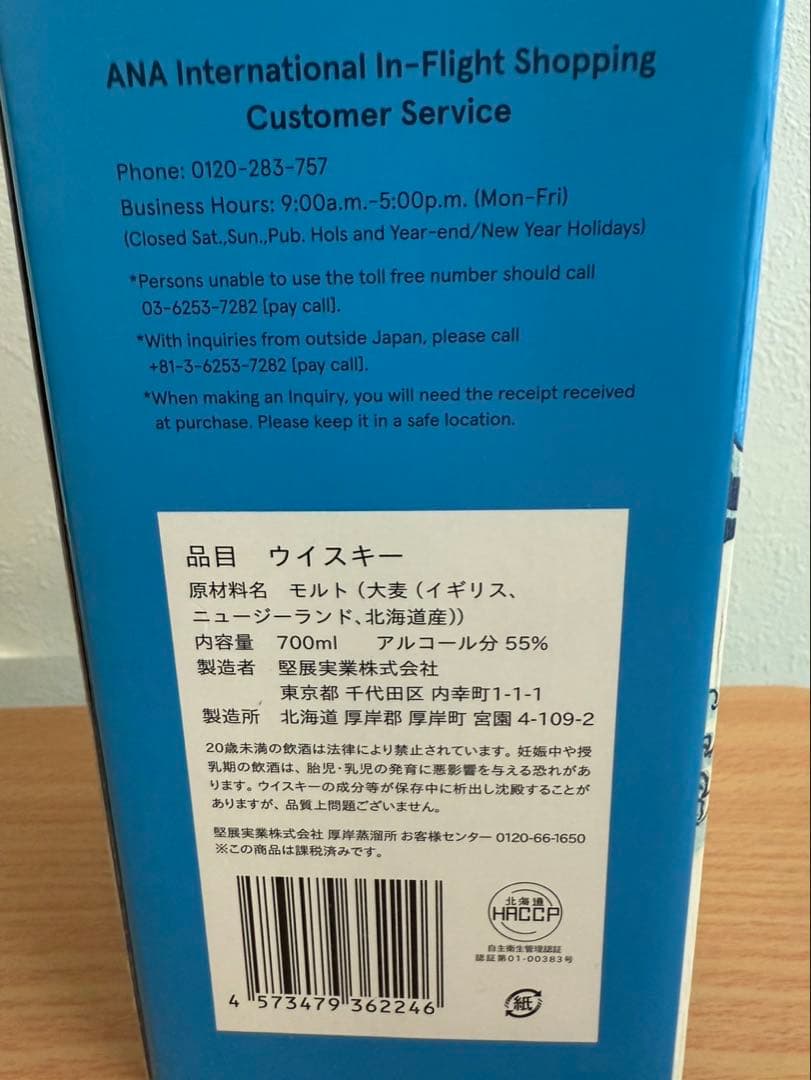 ANA International In-Flight Shopping
Customer Service
Phone: 0120-283-757
Business Hours: 9:00a.m.-5:00p.m. (Mon-Fri)
(Closed Sat.,Sun.,Pub. Hols and Year-end/New Year Holidays)
*Persons unable to use the toll free number should call
03-6253-7282 [pay call].
*With inquiries from outside Japan, please call
+81-3-6253-7282 [pay call].
*When making an Inquiry, you will need the receipt received
at purchase. Please keep it in a safe location.
品目 ウイスキー
原材料名 モルト（大麦（イギリス、
ニュージーランド、北海道産））
内容量 700ml アルコール分 55%
製造者 堅展実業株式会社
東京都 千代田区 内幸町1-1-1
製造所 北海道 厚岸郡 厚岸町 宮園 4-109-2
20歳未満の飲酒は法律により禁止されています。妊娠中や授
乳期の飲酒は、胎児・乳児の発育に悪影響を与える恐れがあ
ります。ウイスキーの成分等が保存中に析出し沈殿することが
ありますが、品質上問題ございません。
堅展実業株式会社 厚岸蒸溜所 お客様センター 0120-66-1650
※この商品は課税済みです。
4 573479 362246
北海道
HACCP
自主衛生管理認証
認証第01-00383号
紙